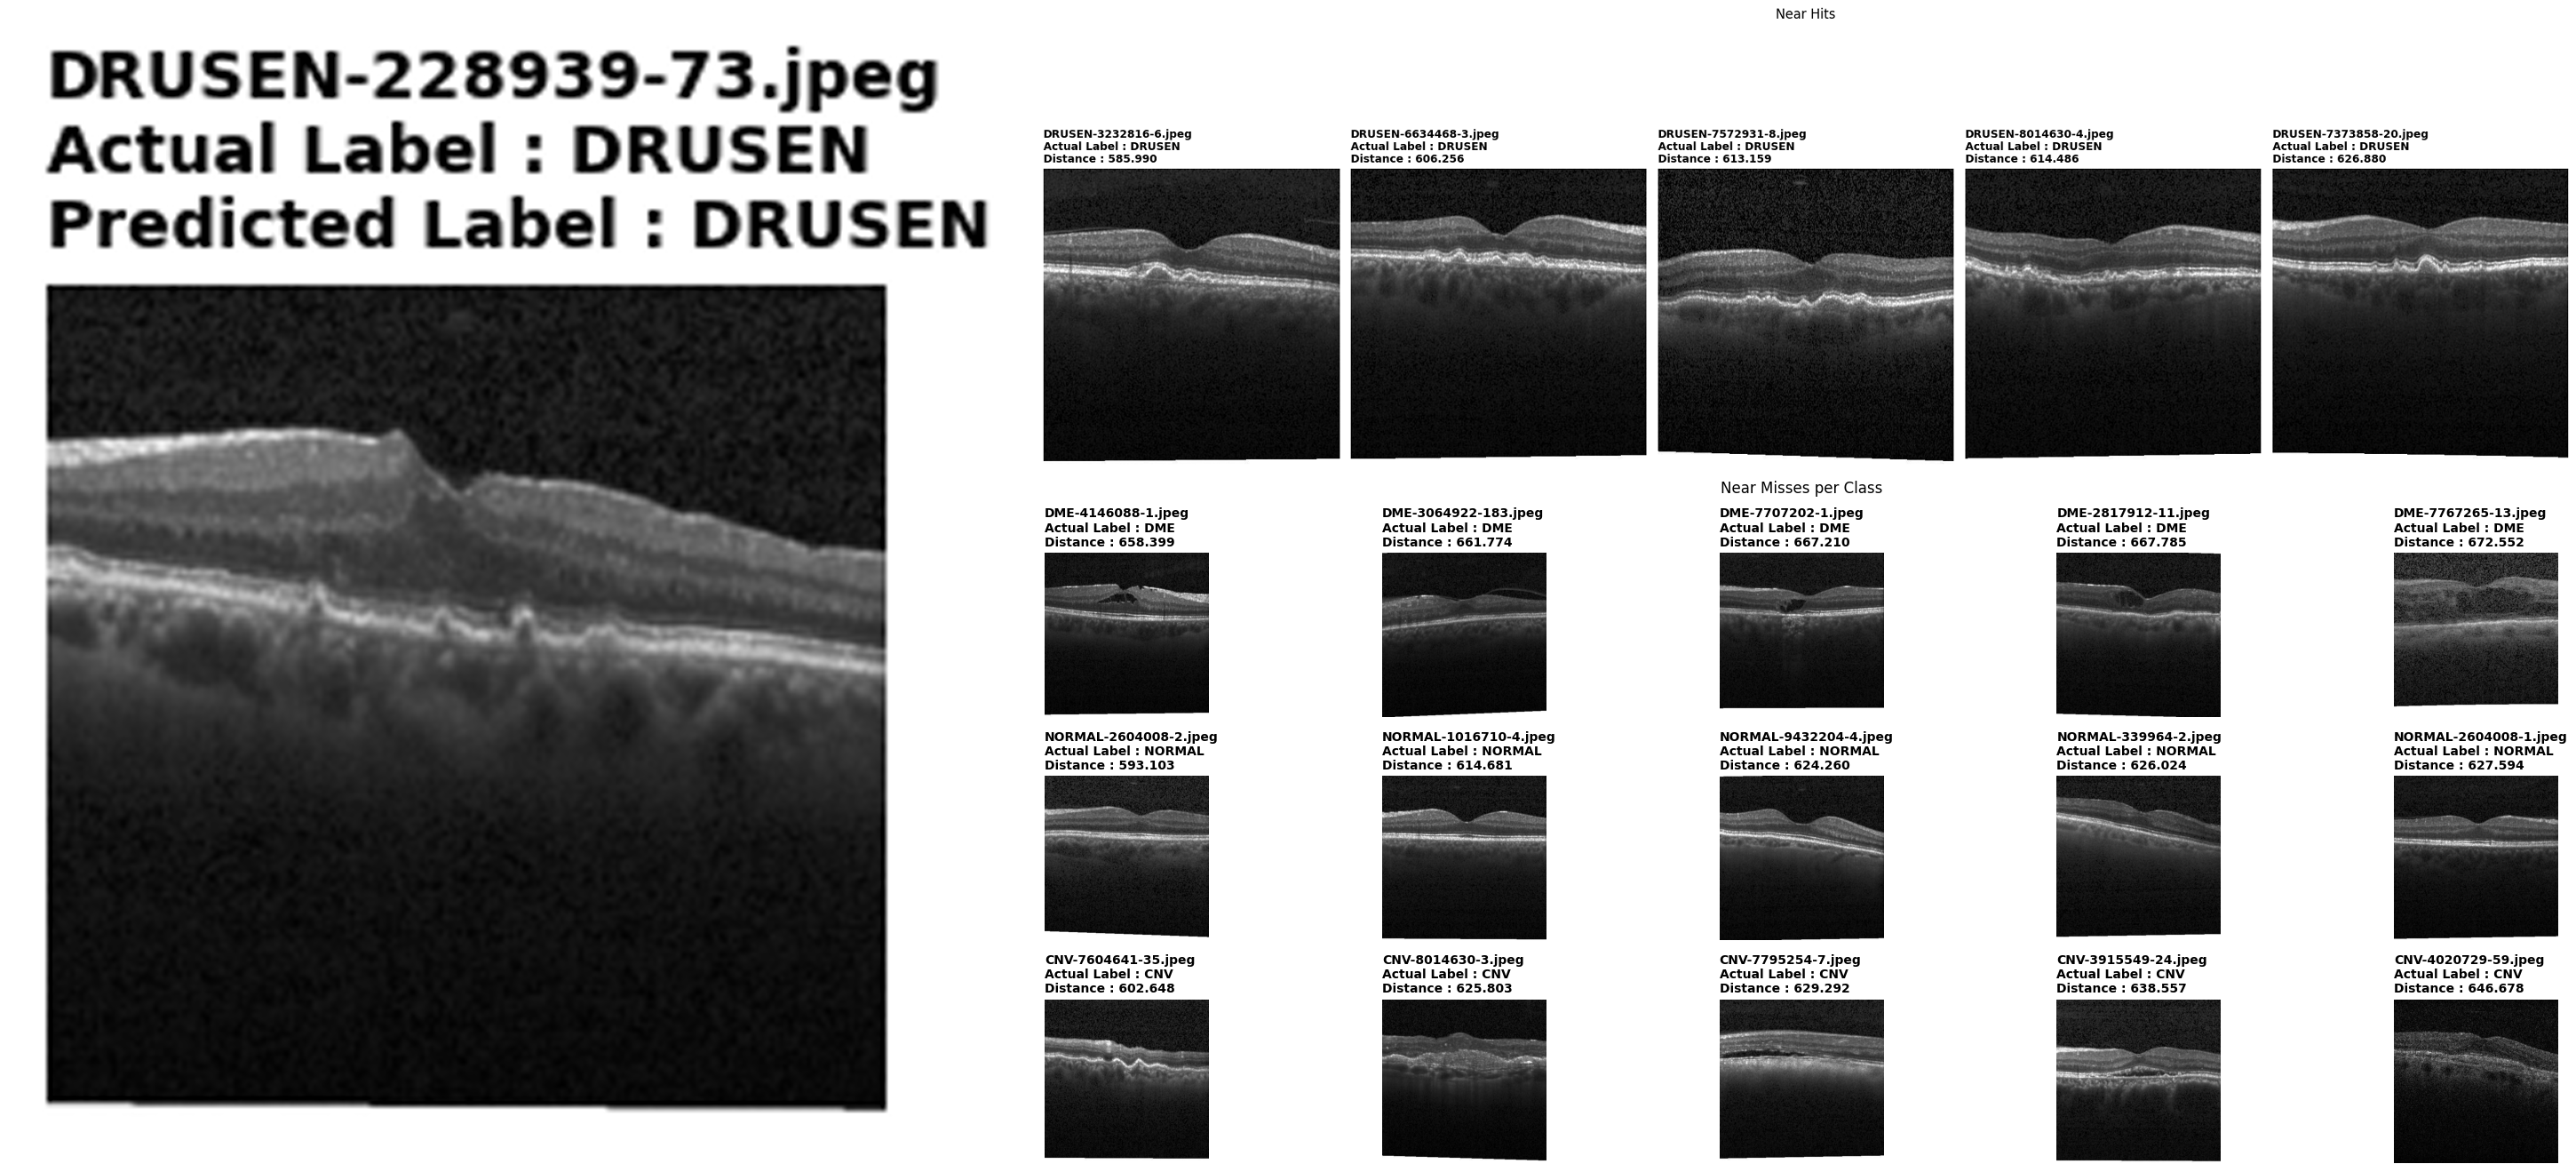 DRUSEN-228939-73.jpeg
Actual Label : DRUSEN
Predicted Label : DRUSEN
Near Hits
DRUSEN-3232816-6.jpeg
Actual Label : DRUSEN
Distance : 585.990
DRUSEN-6634468-3.jpeg
Actual Label : DRUSEN
Distance : 606.256
DRUSEN-7572931-8.jpeg
Actual Label : DRUSEN
Distance : 613.159
DRUSEN-8014630-4.jpeg
Actual Label : DRUSEN
Distance : 614.486
DRUSEN-7373858-20.jpeg
Actual Label : DRUSEN
Distance : 626.880
Near Misses per Class
DME-4146088-1.jpeg
Actual Label : DME
Distance : 658.399
DME-3064922-183.jpeg
Actual Label : DME
Distance : 661.774
DME-7707202-1.jpeg
Actual Label : DME
Distance : 667.210
DME-2817912-11.jpeg
Actual Label : DME
Distance : 667.785
DME-7767265-13.jpeg
Actual Label : DME
Distance : 672.552
NORMAL-2604008-2.jpeg
Actual Label : NORMAL
Distance : 593.103
NORMAL-1016710-4.jpeg
Actual Label : NORMAL
Distance : 614.681
NORMAL-9432204-4.jpeg
Actual Label : NORMAL
Distance : 624.260
NORMAL-339964-2.jpeg
Actual Label : NORMAL
Distance : 626.024
NORMAL-2604008-1.jpeg
Actual Label : NORMAL
Distance : 627.594
CNV-7604641-35.jpeg
Actual Label : CNV
Distance : 602.648
CNV-8014630-3.jpeg
Actual Label : CNV
Distance : 625.803
CNV-7795254-7.jpeg
Actual Label : CNV
Distance : 629.292
CNV-3915549-24.jpeg
Actual Label : CNV
Distance : 638.557
CNV-4020729-59.jpeg
Actual Label : CNV
Distance : 646.678